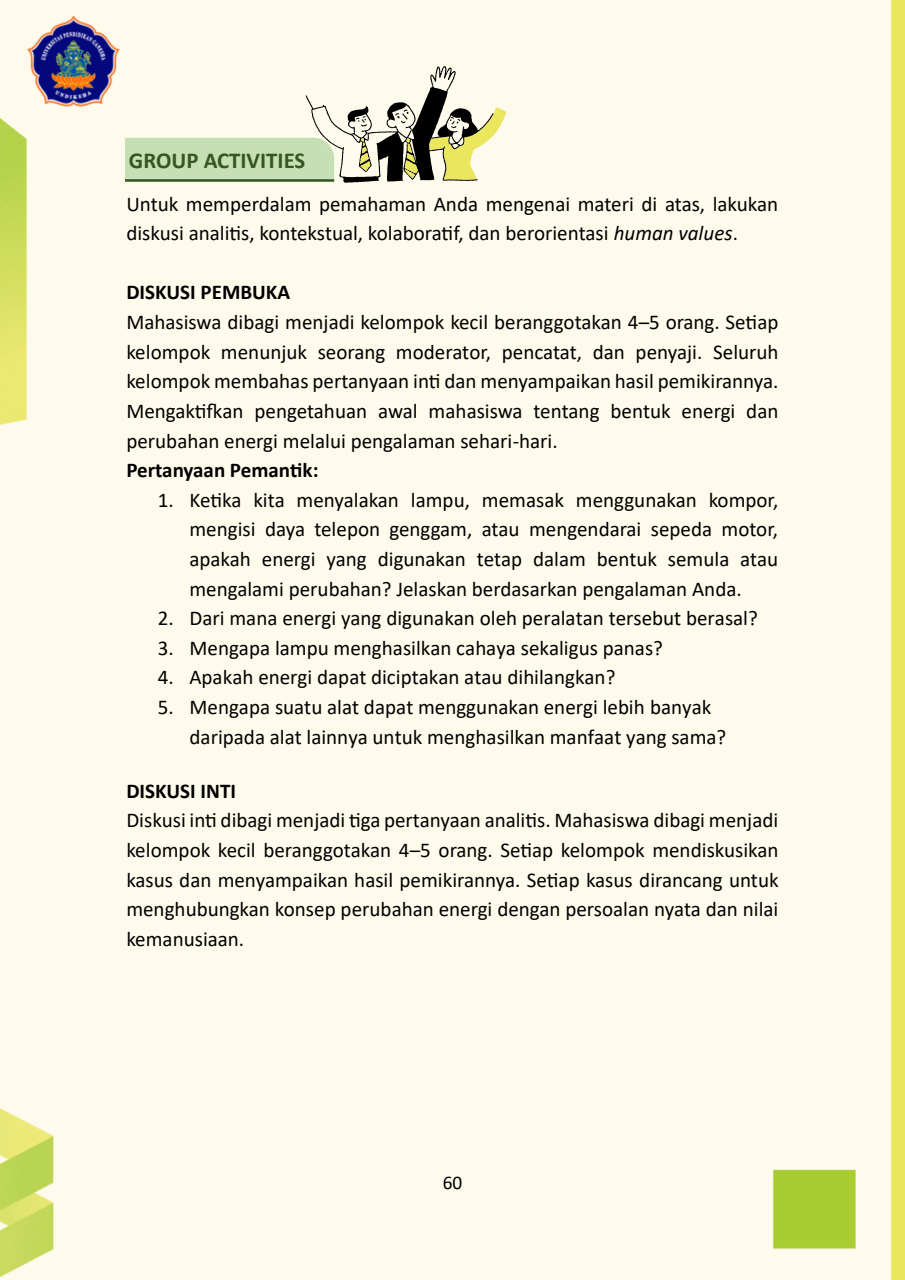 UNIVERSITAS PENDIDIKAN GANESHA
UNDIKSHA
GROUP ACTIVITIES
Untuk memperdalam pemahaman Anda mengenai materi di atas, lakukan
diskusi analitis, kontekstual, kolaboratif, dan berorientasi human values.
DISKUSI PEMBUKA
Mahasiswa dibagi menjadi kelompok kecil beranggotakan 4–5 orang. Setiap
kelompok menunjuk seorang moderator, pencatat, dan penyaji. Seluruh
kelompok membahas pertanyaan inti dan menyampaikan hasil pemikirannya.
Mengaktifkan pengetahuan awal mahasiswa tentang bentuk energi dan
perubahan energi melalui pengalaman sehari-hari.
Pertanyaan Pemantik:
1. Ketika kita menyalakan lampu, memasak menggunakan kompor,
mengisi daya telepon genggam, atau mengendarai sepeda motor,
apakah energi yang digunakan tetap dalam bentuk semula atau
mengalami perubahan? Jelaskan berdasarkan pengalaman Anda.
2. Dari mana energi yang digunakan oleh peralatan tersebut berasal?
3. Mengapa lampu menghasilkan cahaya sekaligus panas?
4. Apakah energi dapat diciptakan atau dihilangkan?
5. Mengapa suatu alat dapat menggunakan energi lebih banyak
daripada alat lainnya untuk menghasilkan manfaat yang sama?
DISKUSI INTI
Diskusi inti dibagi menjadi tiga pertanyaan analitis. Mahasiswa dibagi menjadi
kelompok kecil beranggotakan 4–5 orang. Setiap kelompok mendiskusikan
kasus dan menyampaikan hasil pemikirannya. Setiap kasus dirancang untuk
menghubungkan konsep perubahan energi dengan persoalan nyata dan nilai
kemanusiaan.
60